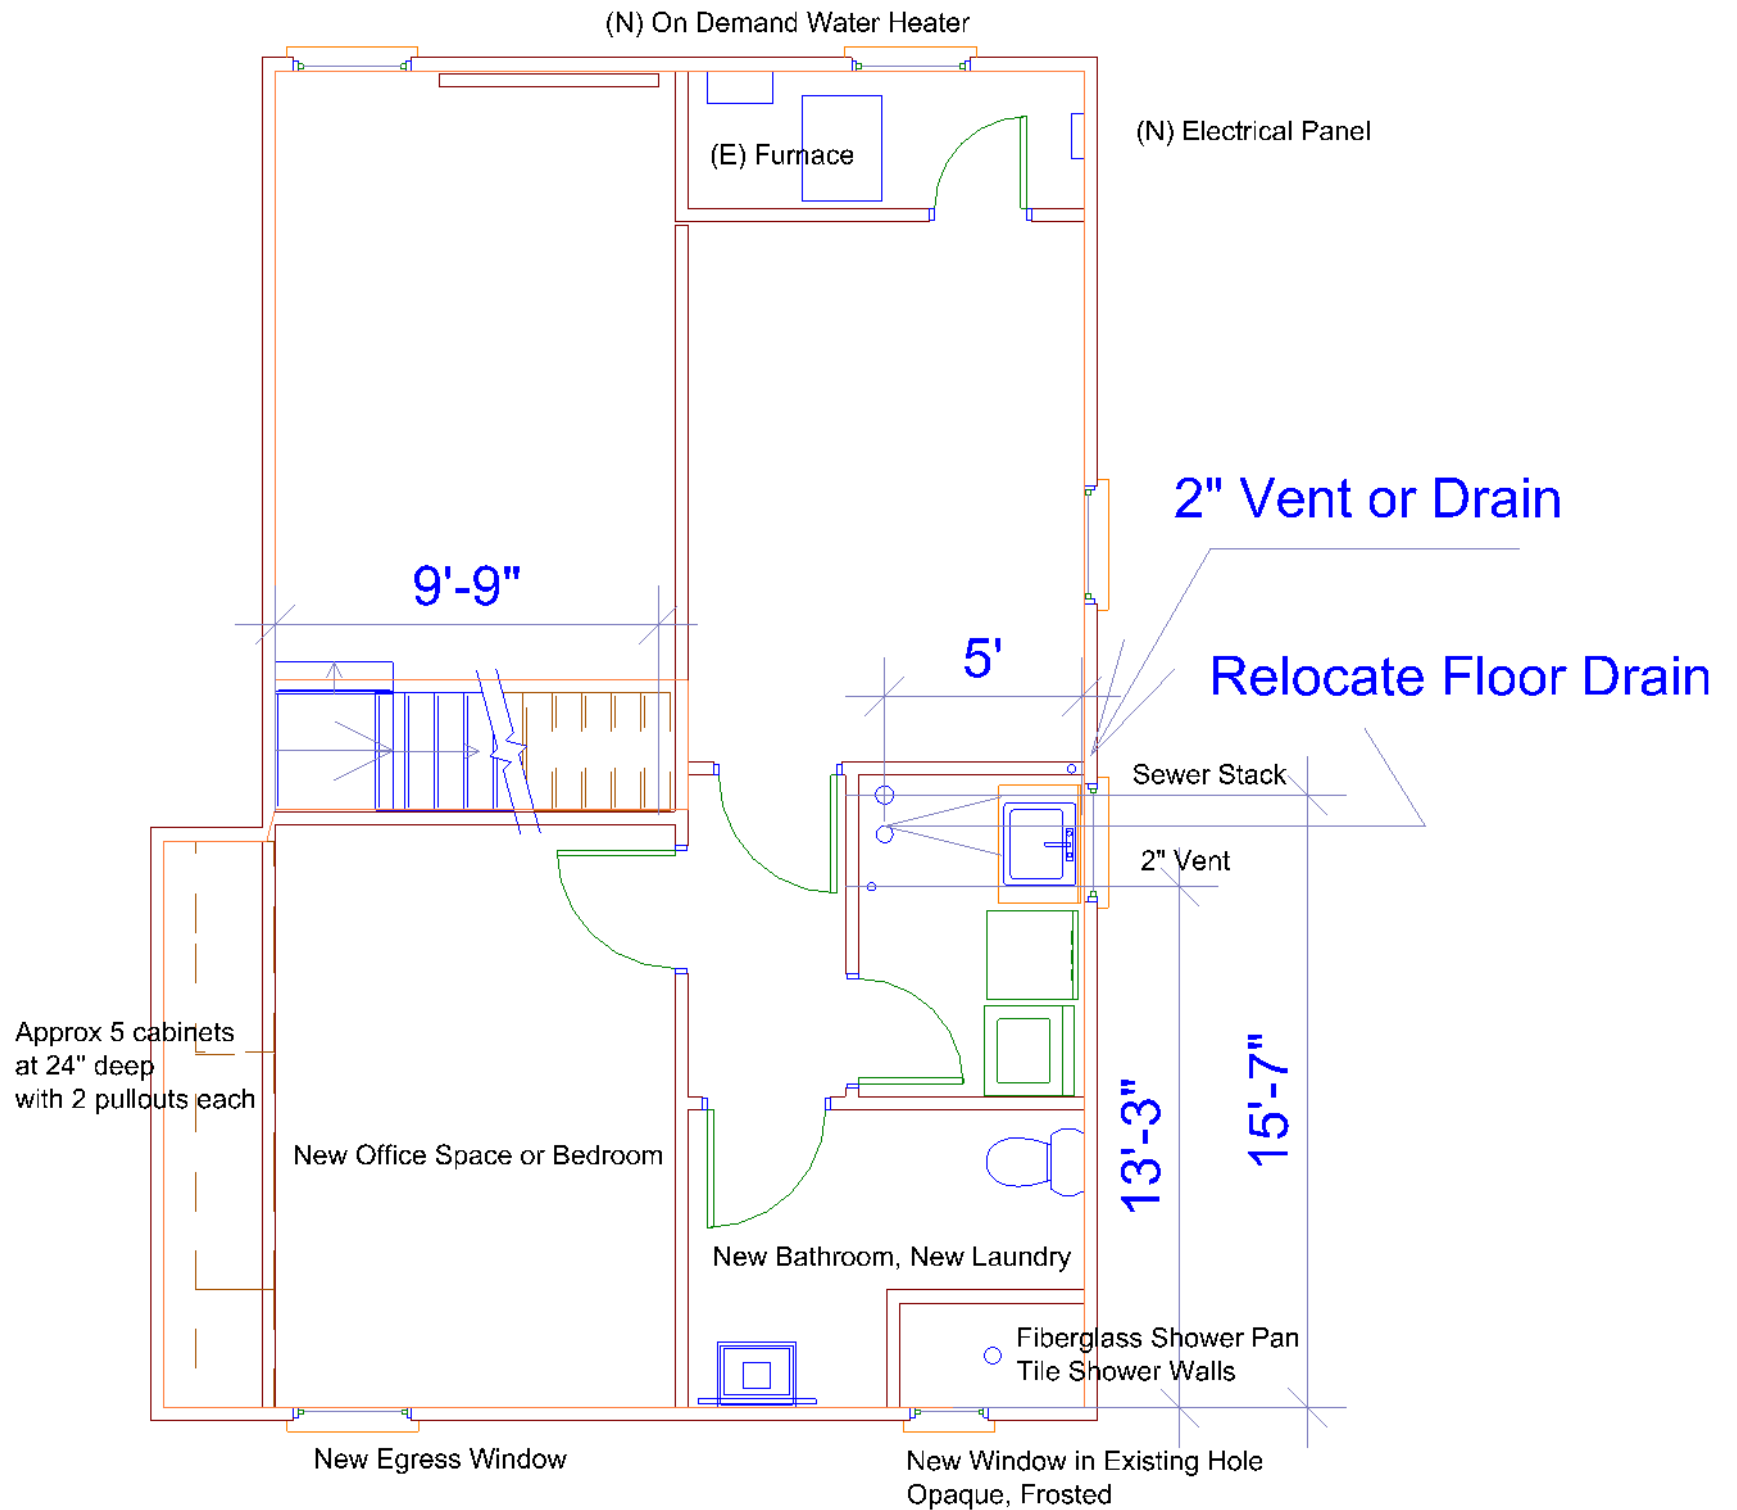 (N) On Demand Water Heater
(N) Electrical Panel
(E) Furnace
2" Vent or Drain
9'-9"
5'
Relocate Floor Drain
Sewer Stack
2" Vent
Approx 5 cabinets
at 24" deep
with 2 pullouts each
13'-3"
15'-7"
New Office Space or Bedroom
New Bathroom, New Laundry
Fiberglass Shower Pan
Tile Shower Walls
New Egress Window
New Window in Existing Hole
Opaque, Frosted